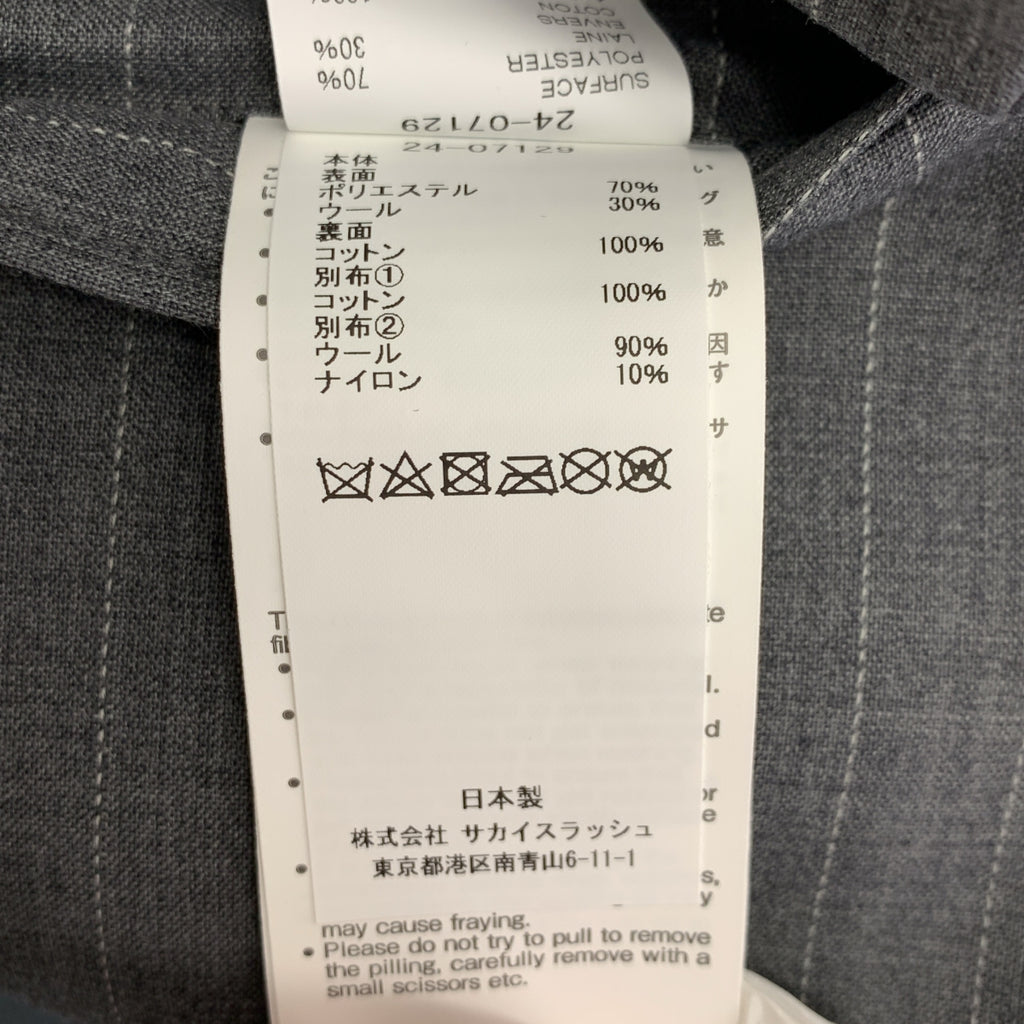 100%
COTON
ENVERS
LAINE
30%
POLYESTER
70%
SURFACE
24-07129
24-07129
本体
表面
ポリエステル 70%
ウール 30%
裏面
コットン 100%
別布①
コットン 100%
別布②
ウール 90%
ナイロン 10%
W
日本製
株式会社 サカイスラッシュ
東京都港区南青山6-11-1
こ
に
い
グ
意
か
因
す
サ
T
fil
te
l.
d
or
e
s,
y
may cause fraying.
• Please do not try to pull to remove
the pilling, carefully remove with a
small scissors etc.